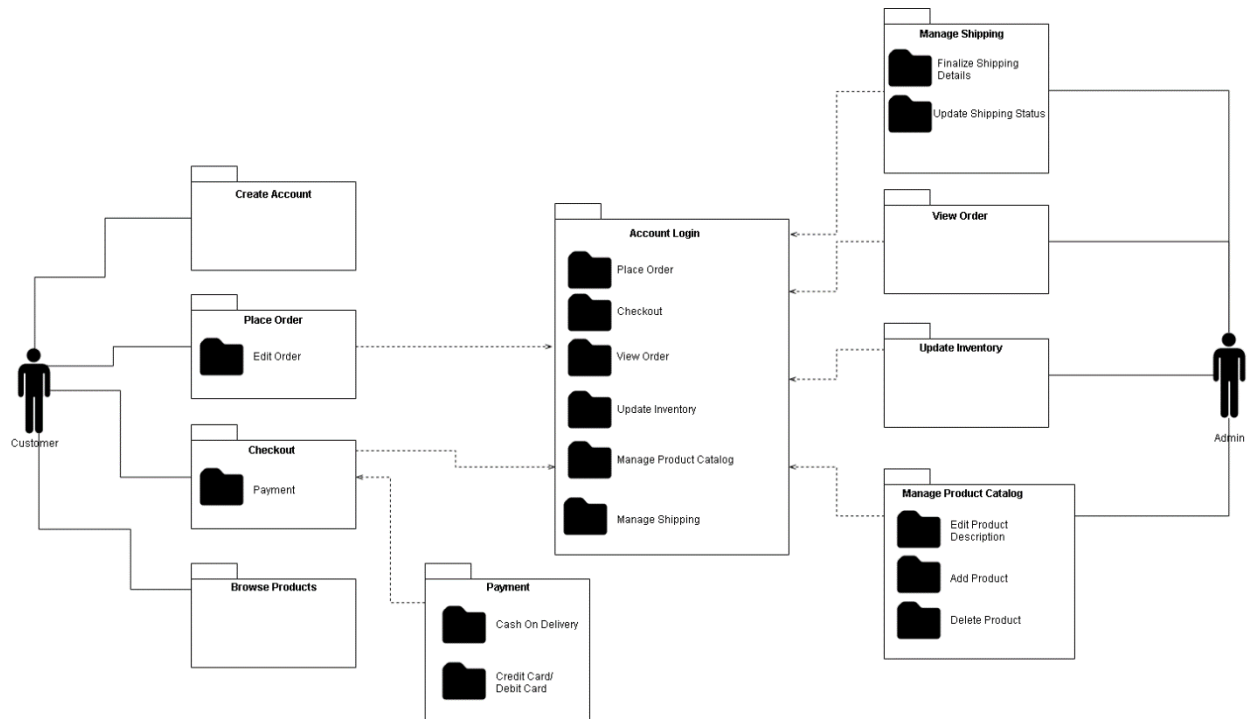 Manage Shipping
Finalize Shipping
Details
Update Shipping Status
Create Account
View Order
Account Login
Place Order
Checkout
View Order
Update Inventory
Manage Product Catalog
Manage Shipping
Place Order
Edit Order
Update Inventory
Customer
Admin
Checkout
Payment
Manage Product Catalog
Edit Product
Description
Add Product
Delete Product
Browse Products
Payment
Cash On Delivery
Credit Card/
Debit Card